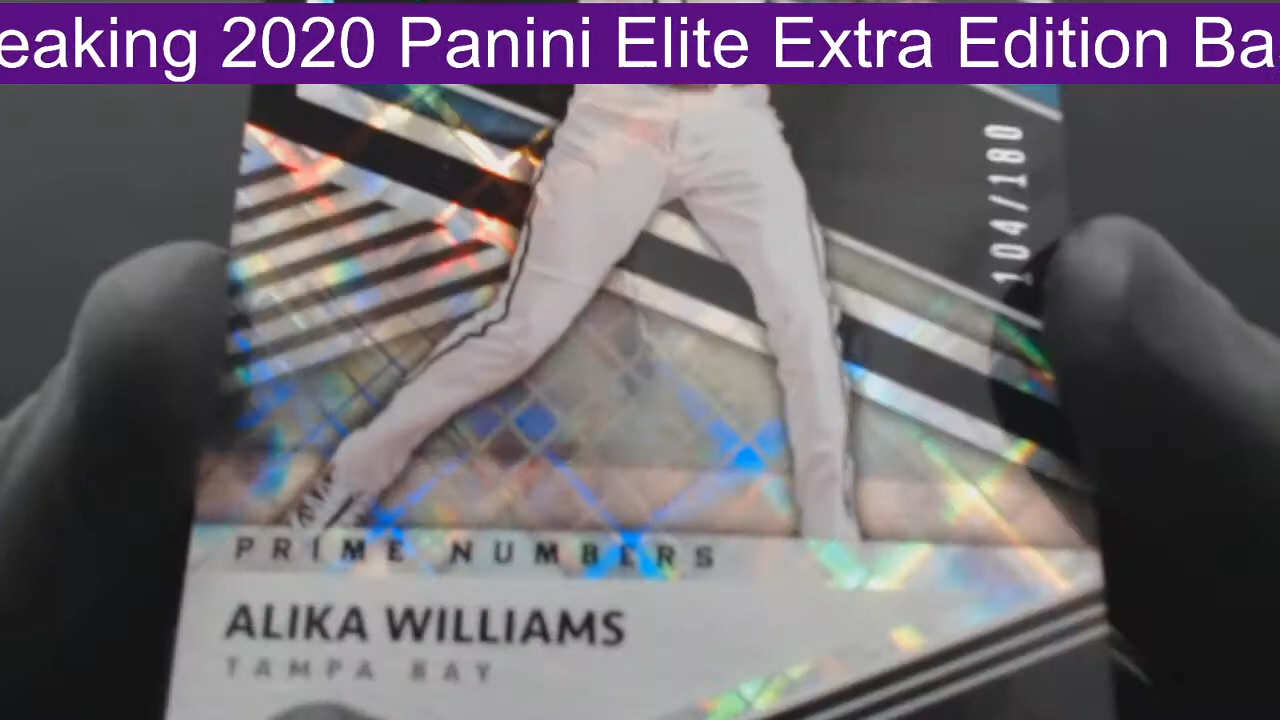 eaking 2020 Panini Elite Extra Edition Ba
104/180
PRIME NUMBERS
ALIKA WILLIAMS
TAMPA BAY